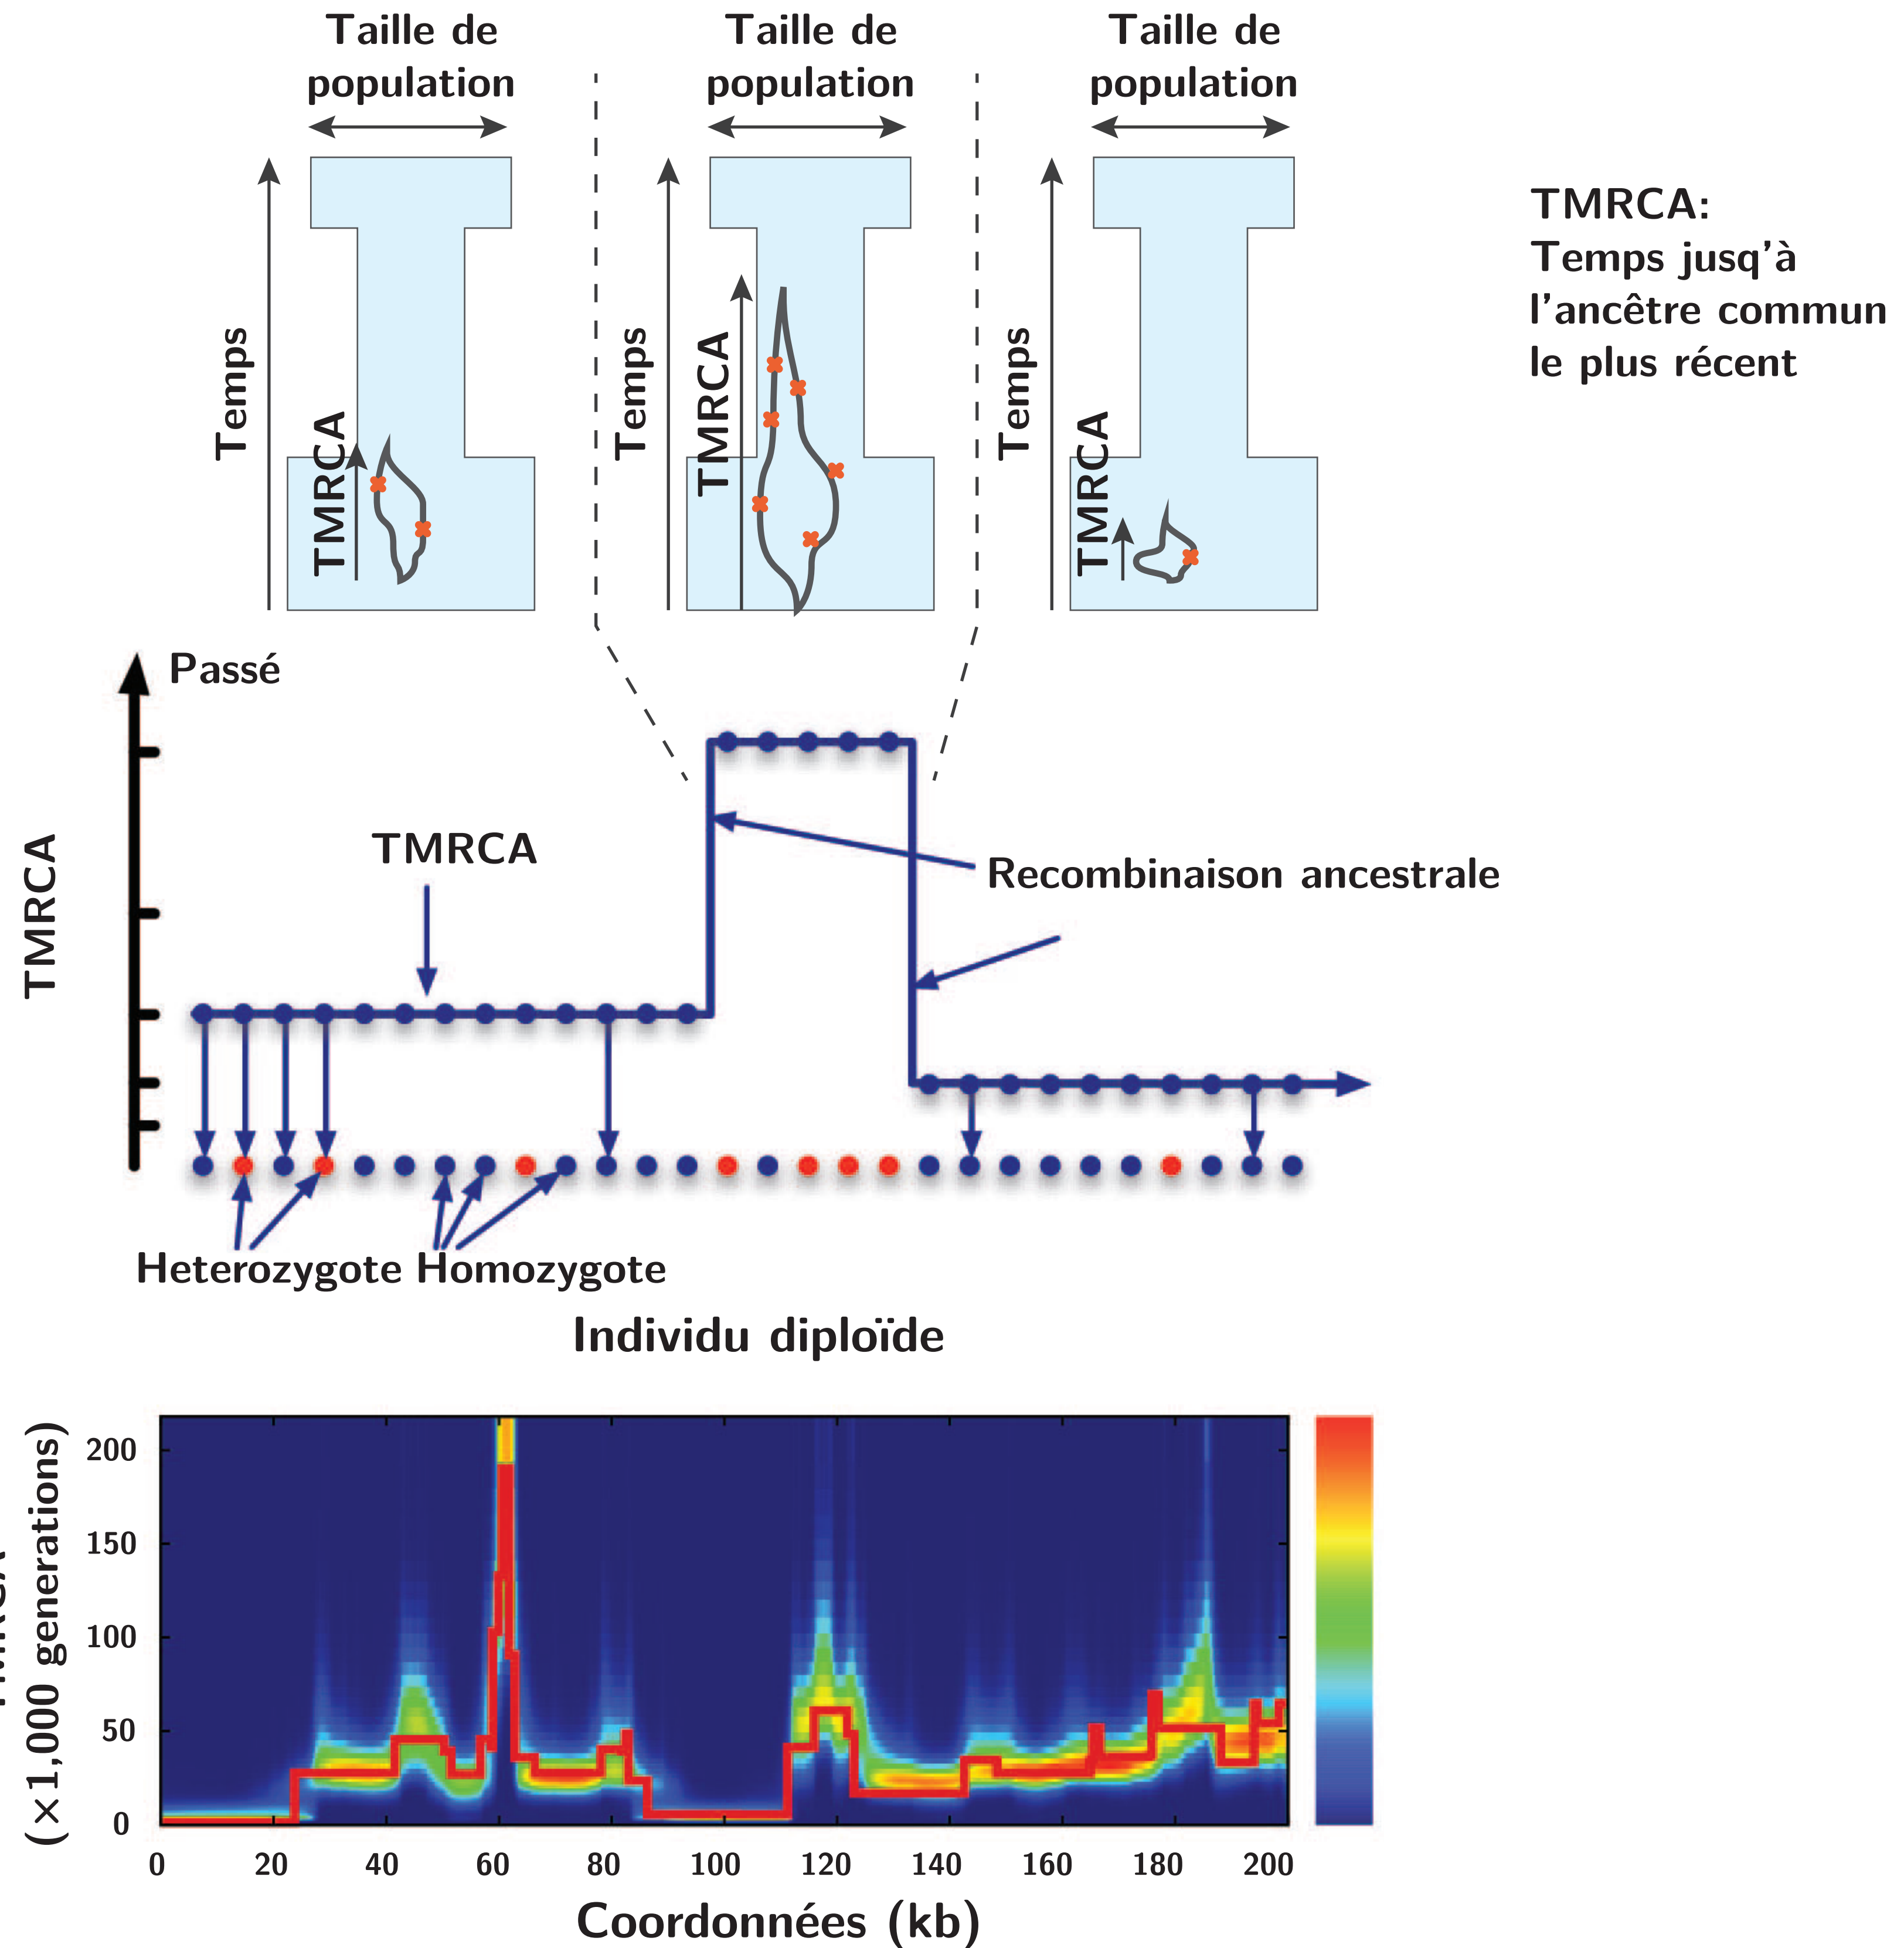 Taille de
population
Taille de
population
Taille de
population
Temps
TMRCA
Temps
TMRCA
Temps
TMRCA
TMRCA:
Temps jusq'à
l'ancêtre commun
le plus récent
Passé
TMRCA
TMRCA
Recombinaison ancestrale
Heterozygote Homozygote
Individu diploïde
TMRCA
(×1,000 generations)
200
150
100
50
0
0 20 40 60 80 100 120 140 160 180 200
Coordonnées (kb)